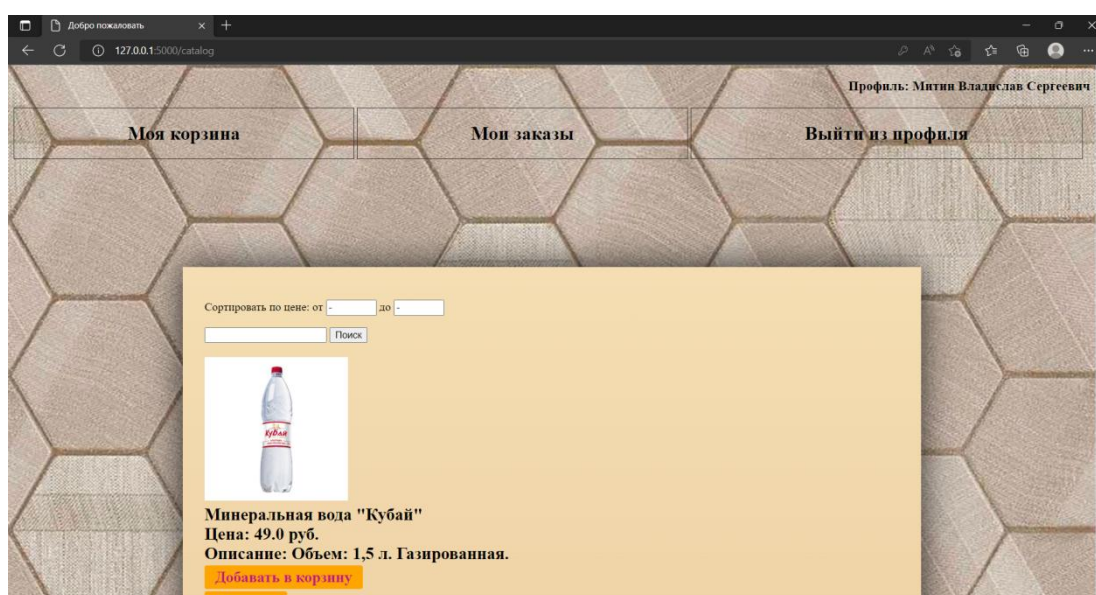 Добро пожаловать
127.0.0.1:5000/catalog
Профиль: Митин Владислав Сергеевич
Моя корзина
Мои заказы
Выйти из профиля
Сортировать по цене: от - до -
Поиск
Кубай
Минеральная вода "Кубай"
Цена: 49.0 руб.
Описание: Объем: 1,5 л. Газированная.
Добавать в корзину